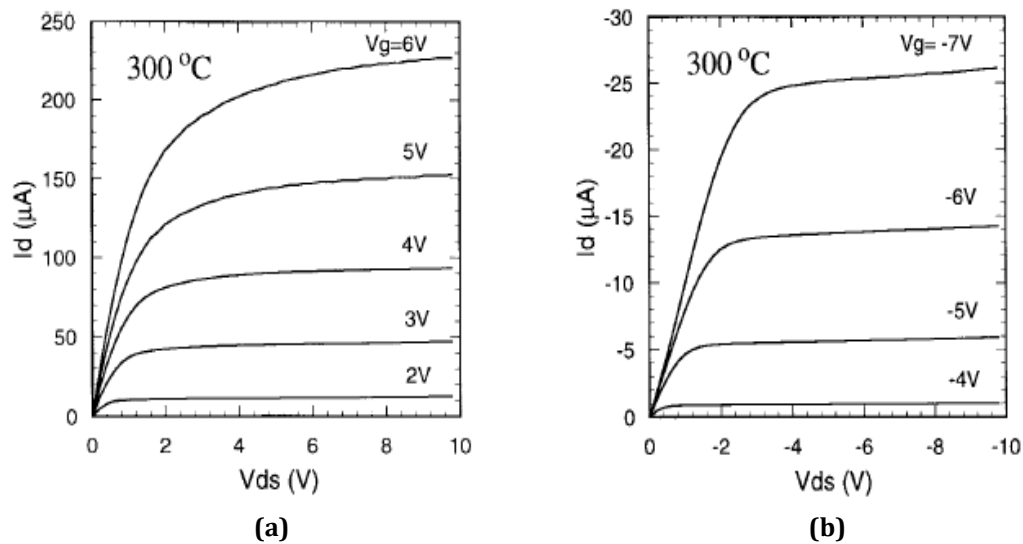 250
200
150
100
50
0
Id (μA)
300 °C
Vg=6V
5V
4V
3V
2V
0 2 4 6 8 10
Vds (V)
(a)
-30
-25
-20
-15
-10
-5
0
Id (μA)
300 °C
Vg= -7V
-6V
-5V
-4V
-0 -2 -4 -6 -8 -10
Vds (V)
(b)